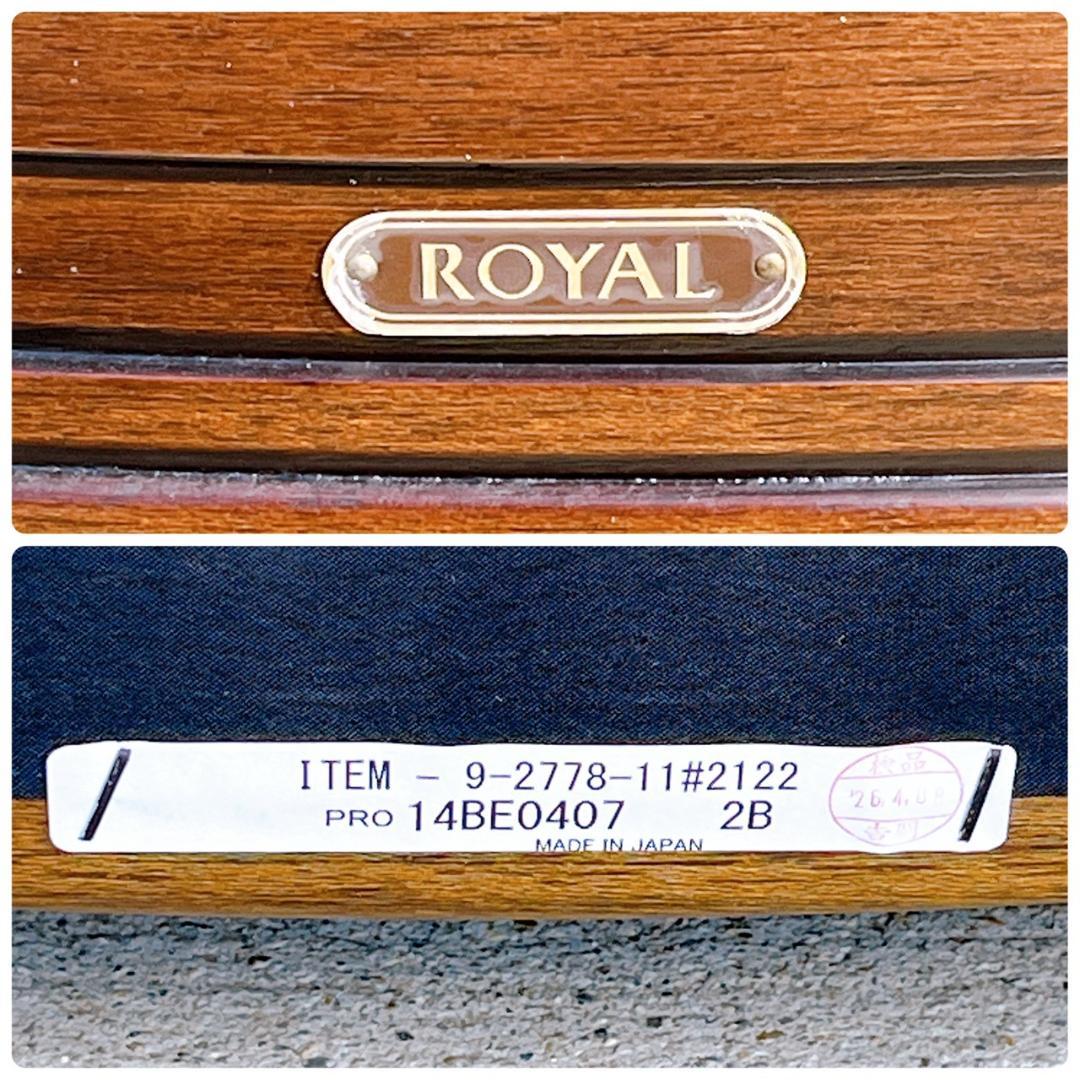 ROYAL
ITEM - 9-2778-11#2122
PRO 14BE0407 2B
MADE IN JAPAN
検品